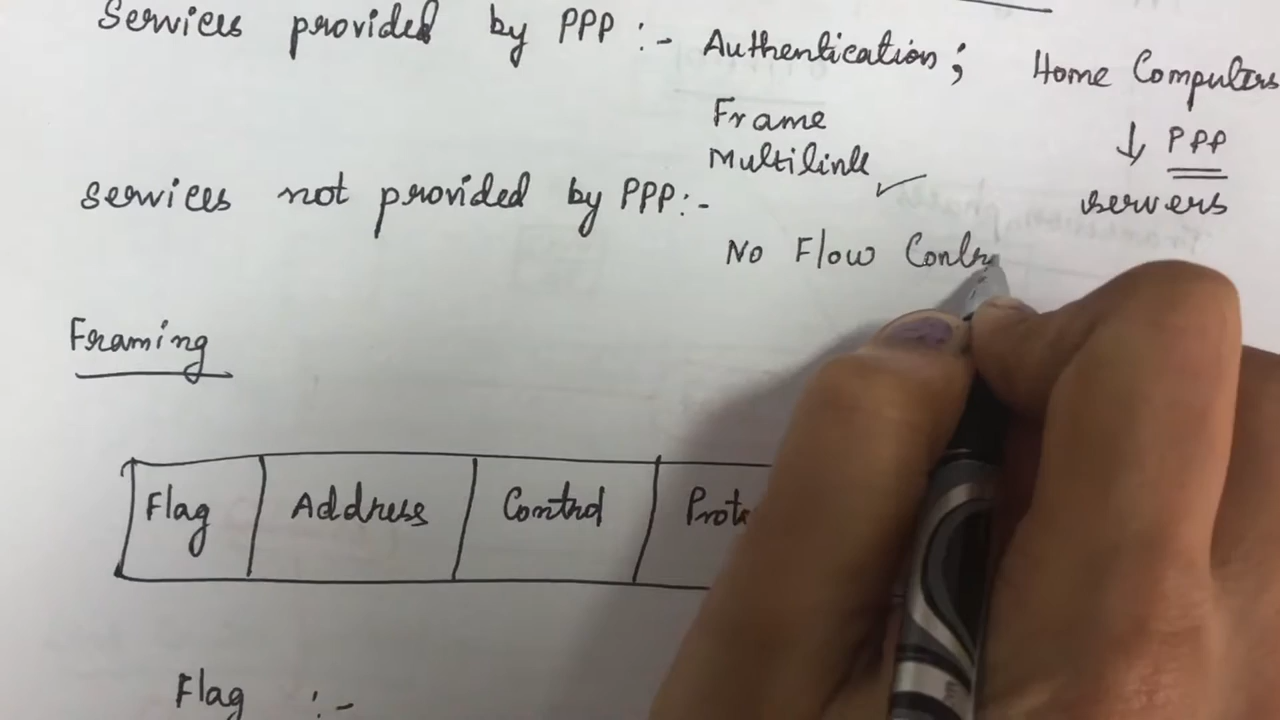 Services provided by PPP :- Authentication ; Home Computers
Frame
Multilink
↓ PPP
servers
services not provided by PPP:-
No Flow Contr
Framing
Flag Address Control Proto
Flag :-